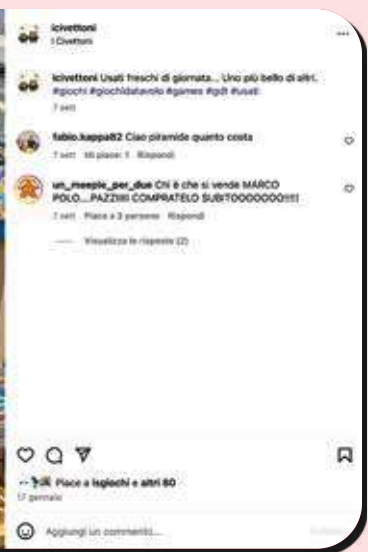 icivettoni
I Civettoni
icivettoni Usati freschi di giornata... Uno più bello di altri.
#giochi #giochidatavolo #games #gdt #usati
7 sett
fabio.kappa82 Ciao piramide quanto costa
7 sett Mi piace: 1 Rispondi
un_meeple_per_due Chi è che si vende MARCO
POLO....PAZZIIIII COMPRATELO SUBITOOOOOOO!!!!!
7 sett Piace a 3 persone Rispondi
Visualizza le risposte (2)
Piace a isgiochi e altri 80
17 gennaio
Aggiungi un commento...